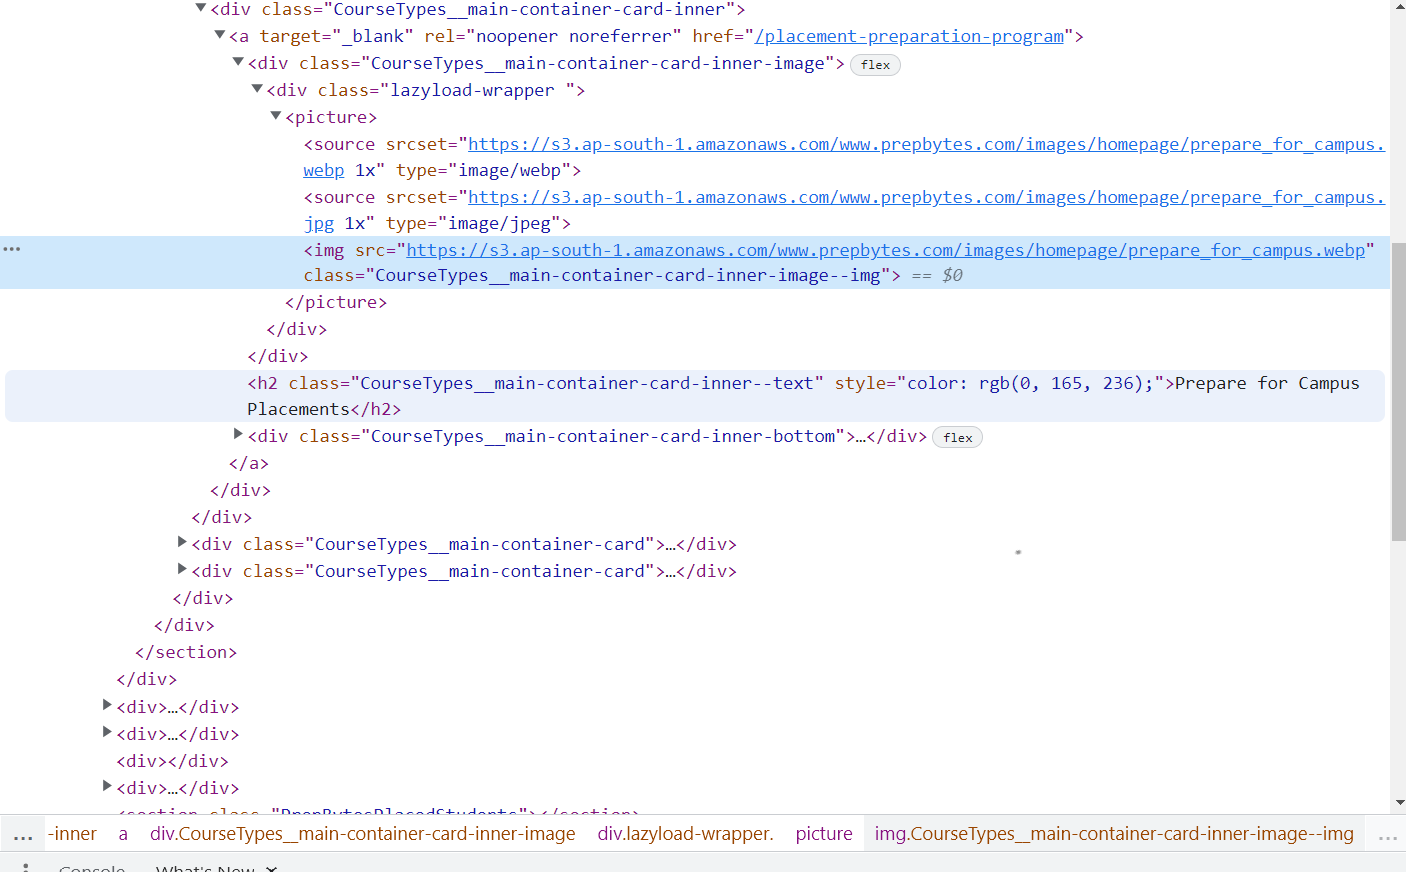 <div class="CourseTypes__main-container-card-inner">
<a target="_blank" rel="noopener noreferrer" href="/placement-preparation-program">
<div class="CourseTypes__main-container-card-inner-image"> flex
<div class="lazyload-wrapper ">
<picture>
<source srcset="https://s3.ap-south-1.amazonaws.com/www.prepbytes.com/images/homepage/prepare_for_campus.
webp 1x" type="image/webp">
<source srcset="https://s3.ap-south-1.amazonaws.com/www.prepbytes.com/images/homepage/prepare_for_campus.
jpg 1x" type="image/jpeg">
<img src="https://s3.ap-south-1.amazonaws.com/www.prepbytes.com/images/homepage/prepare_for_campus.webp"
class="CourseTypes__main-container-card-inner-image--img"> == $0
</picture>
</div>
</div>
<h2 class="CourseTypes__main-container-card-inner--text" style="color: rgb(0, 165, 236);">Prepare for Campus
Placements</h2>
<div class="CourseTypes__main-container-card-inner-bottom">…</div> flex
</a>
</div>
</div>
<div class="CourseTypes__main-container-card">…</div>
<div class="CourseTypes__main-container-card">…</div>
</div>
</div>
</section>
</div>
<div>…</div>
<div>…</div>
<div></div>
<div>…</div>
<section class="PrepBytesPlacedStudents"></section>
... -inner a div.CourseTypes__main-container-card-inner-image div.lazyload-wrapper. picture img.CourseTypes__main-container-card-inner-image--img ...
Console What's New